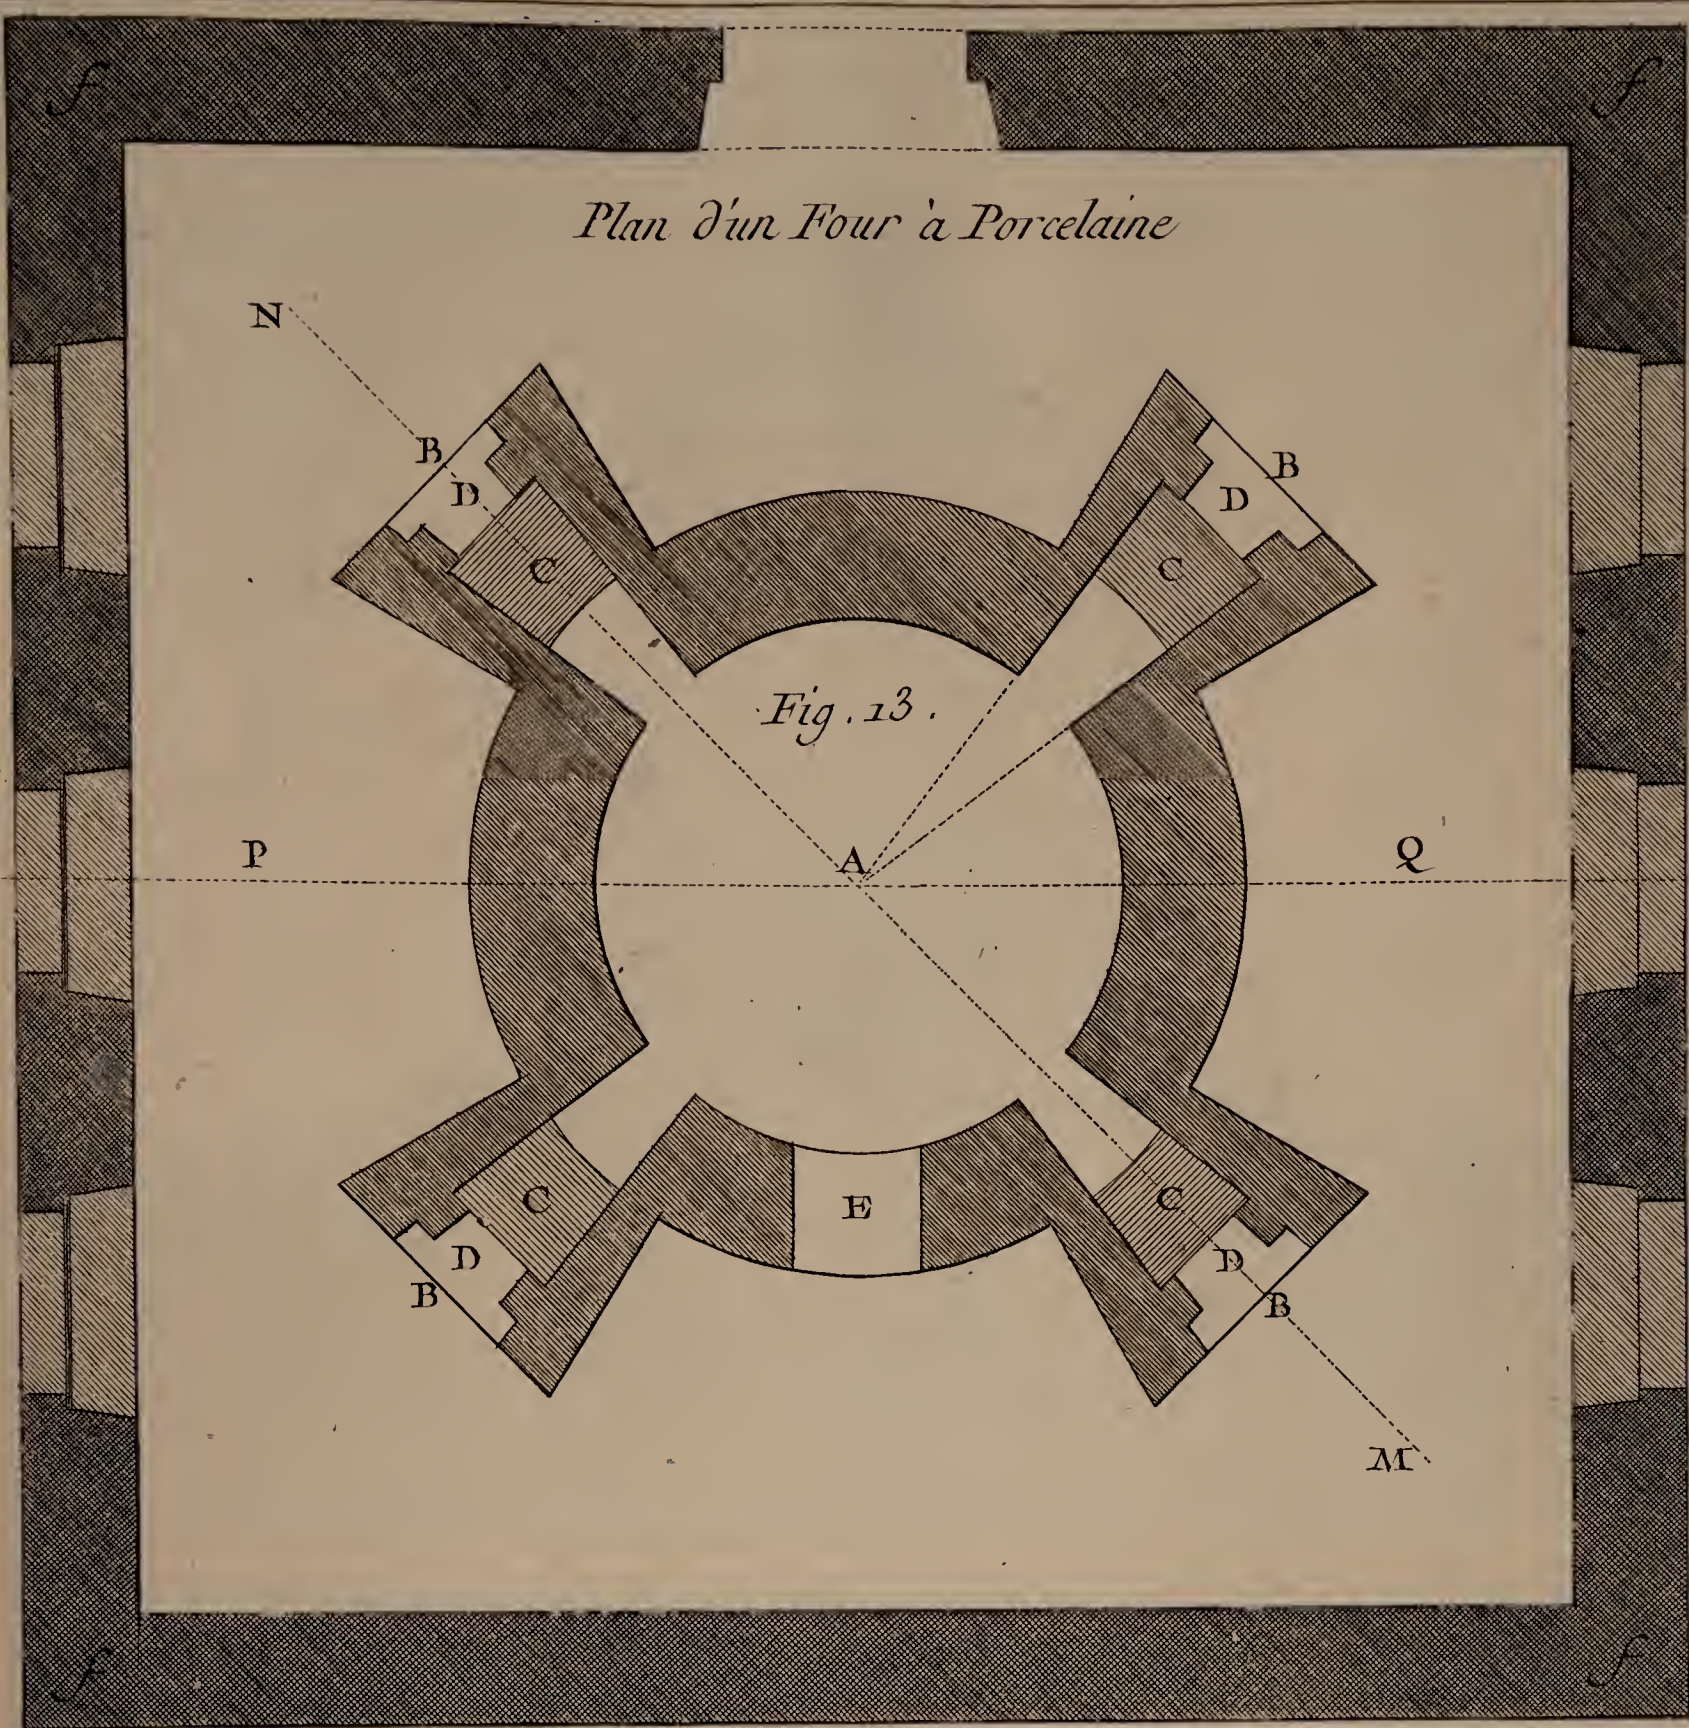 f f
Plan d'un Four à Porcelaine
N
B B
D D
C C
Fig. 13.
P A Q
C E C
D D
B B
M
f f